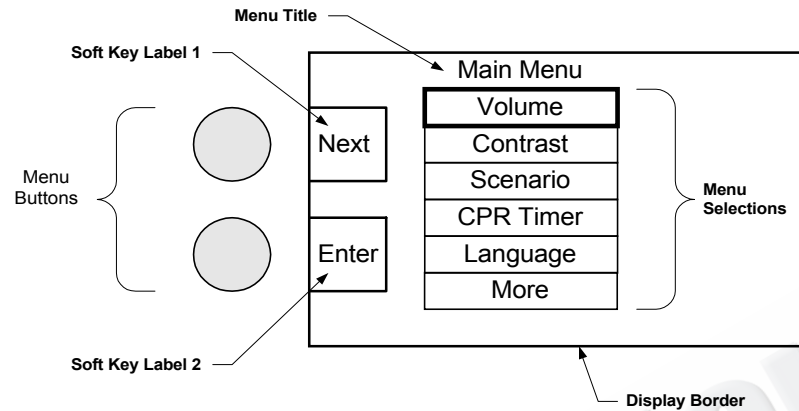 Menu Title
Soft Key Label 1
Main Menu
Volume
Next
Contrast
Scenario
Menu
Buttons
Menu
Selections
CPR Timer
Enter
Language
More
Soft Key Label 2
Display Border